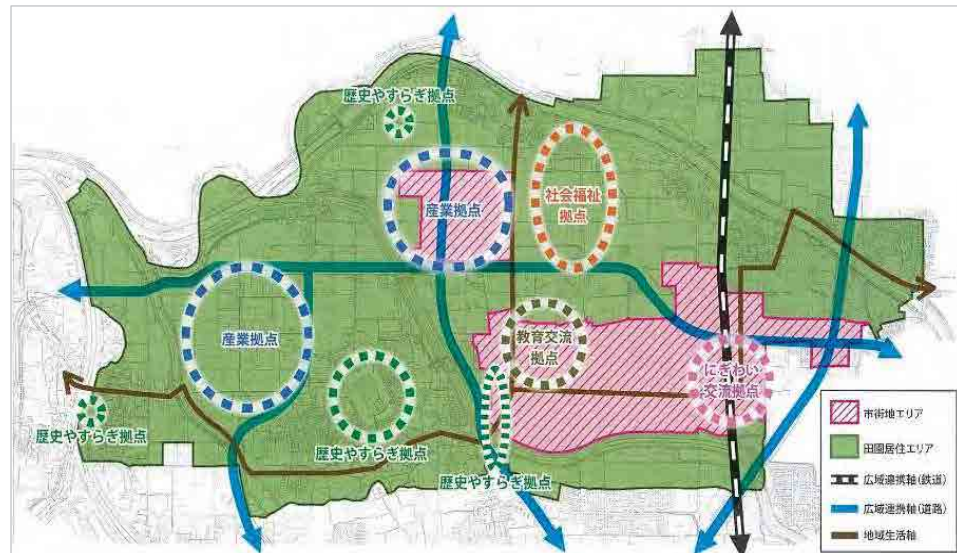 歴史やすらぎ拠点
産業拠点
社会福祉
拠点
産業拠点
教育交流
拠点
にぎわい
交流拠点
歴史やすらぎ拠点
歴史やすらぎ拠点
歴史やすらぎ拠点
市街地エリア
田園居住エリア
広域連携軸(鉄道)
広域連携軸(道路)
地域生活軸